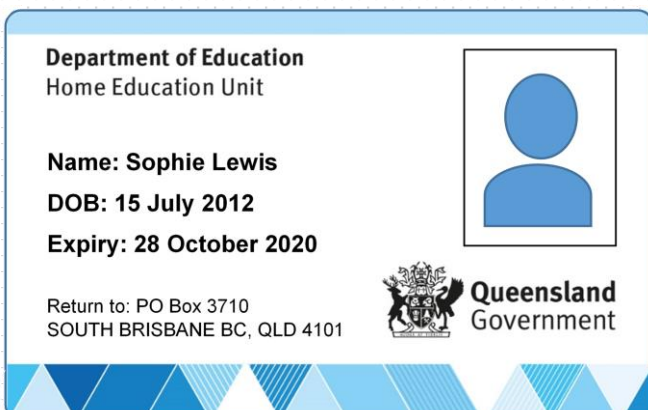 Department of Education
Home Education Unit
Name: Sophie Lewis
DOB: 15 July 2012
Expiry: 28 October 2020
Return to: PO Box 3710
SOUTH BRISBANE BC, QLD 4101
Queensland
Government